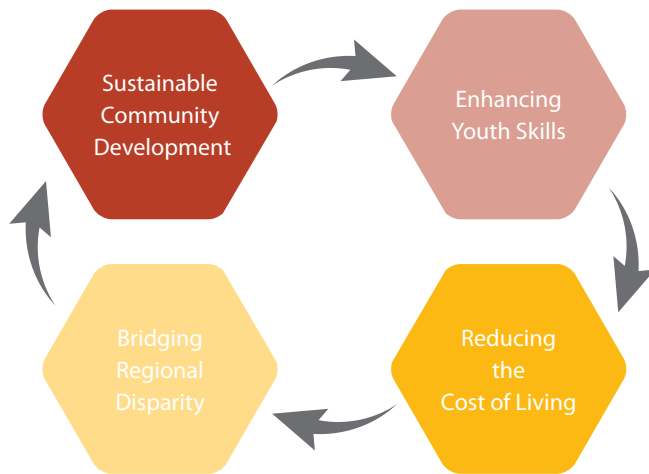 Sustainable
Community
Development
Enhancing
Youth Skills
Reducing
the
Cost of Living
Bridging
Regional
Disparity